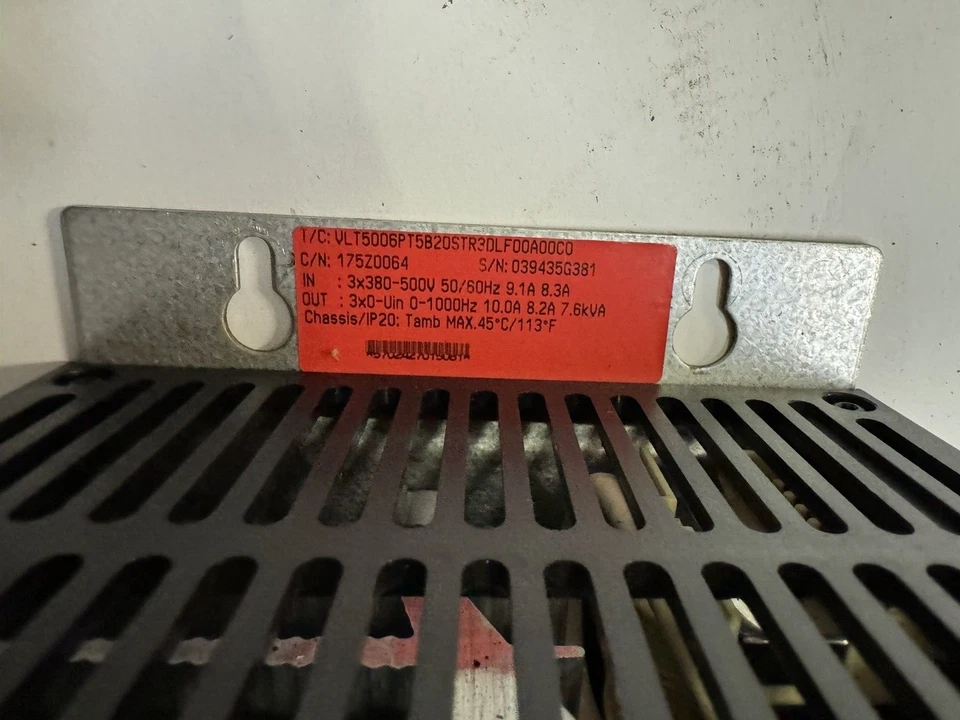 T/C: VLT5006PT5B20STR3DLF00A00C0
C/N: 175Z0064 S/N: 039435G381
IN : 3x380-500V 50/60Hz 9.1A 8.3A
OUT : 3x0-Uin 0-1000Hz 10.0A 8.2A 7.6kVA
Chassis/IP20: Tamb MAX.45°C/113°F